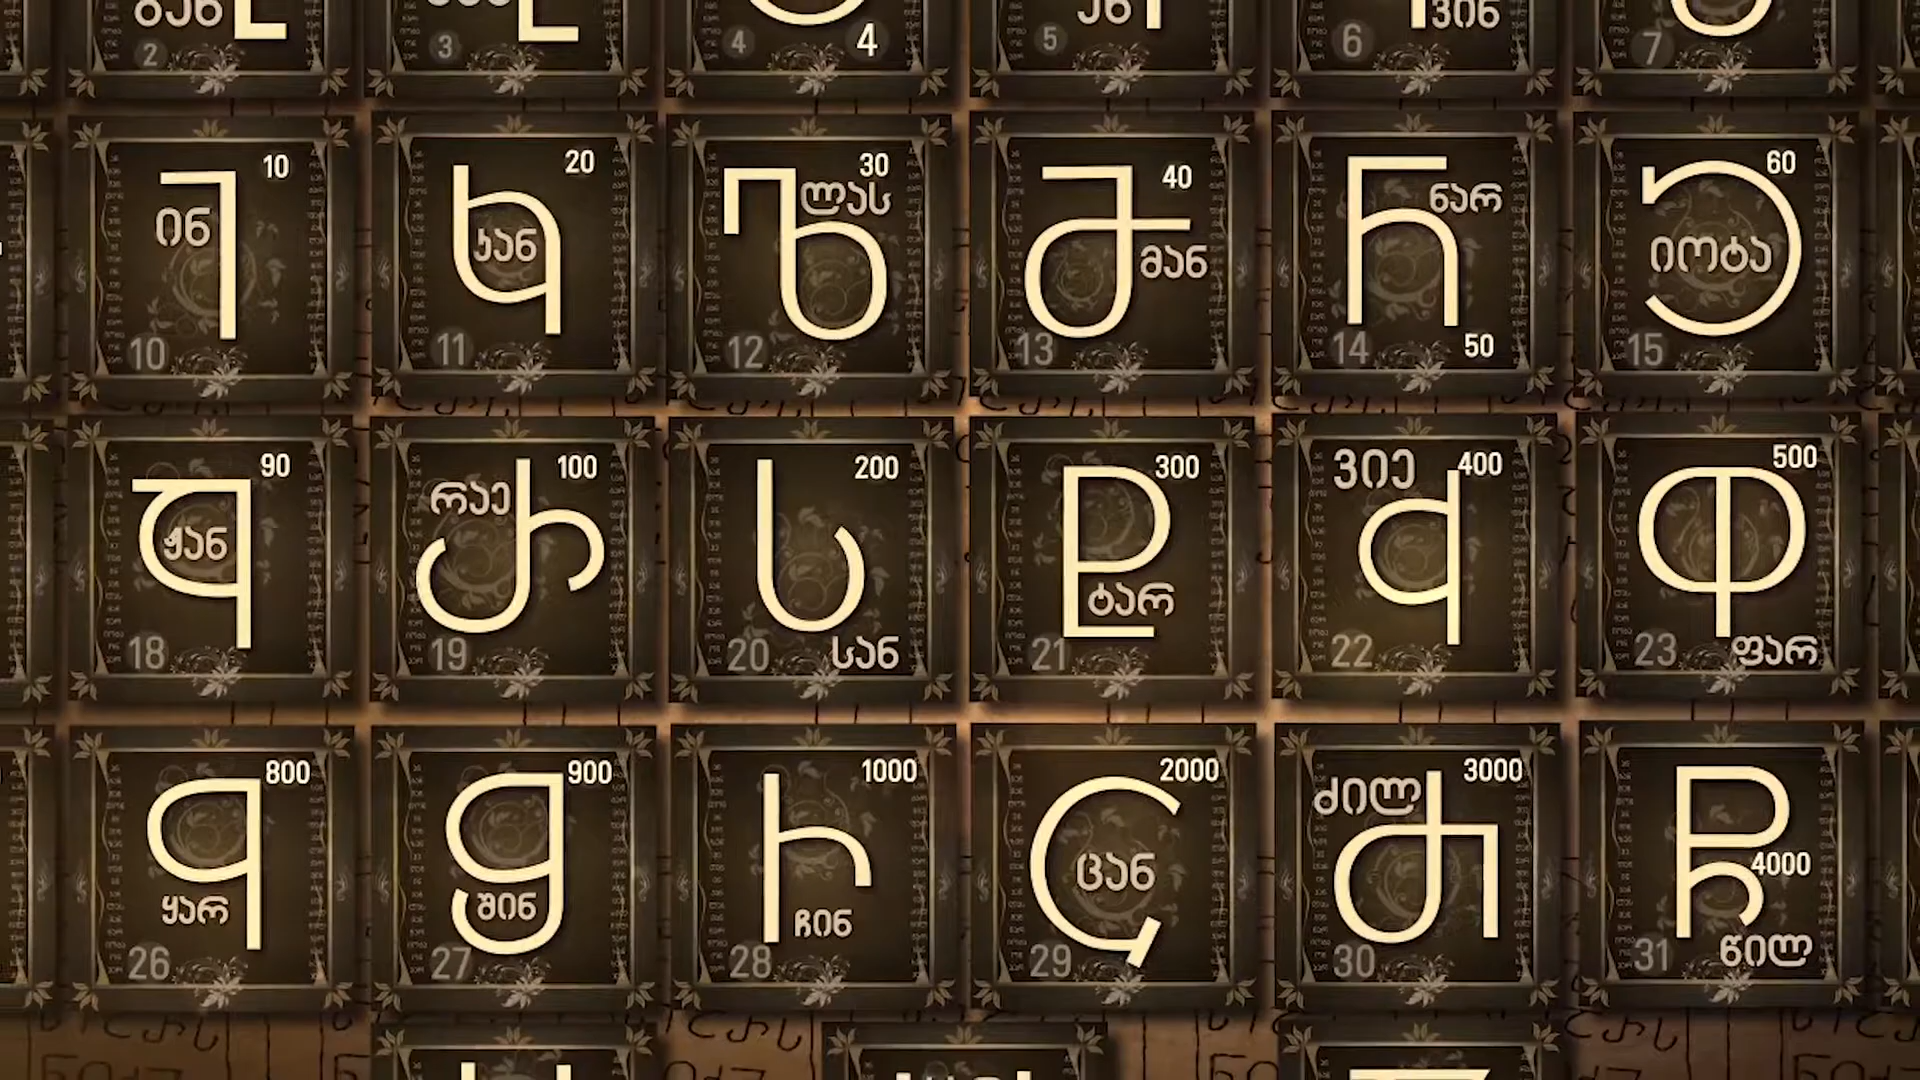 2
3
4 4
5
ვინ 6
7
Ⴈ 10 ინ 10
Ⴉ 20 კან 11
Ⴊ 30 ლას 12
Ⴋ 40 მან 13
Ⴌ ნარ 14 50
Ⴢ 60 იოტა 15
Ⴏ 90 ჟან 18
Ⴐ 100 რაე 19
Ⴑ 200 20 სან
Ⴒ 300 ტარ 21
ვიე Ⴣ 400 22
Ⴔ 500 23 ფარ
Ⴗ 800 ყარ 26
Ⴘ 900 შინ 27
Ⴙ 1000 ჩინ 28
Ⴚ 2000 ცან 29
ძილ Ⴛ 3000 30
Ⴜ 4000 31 წილ